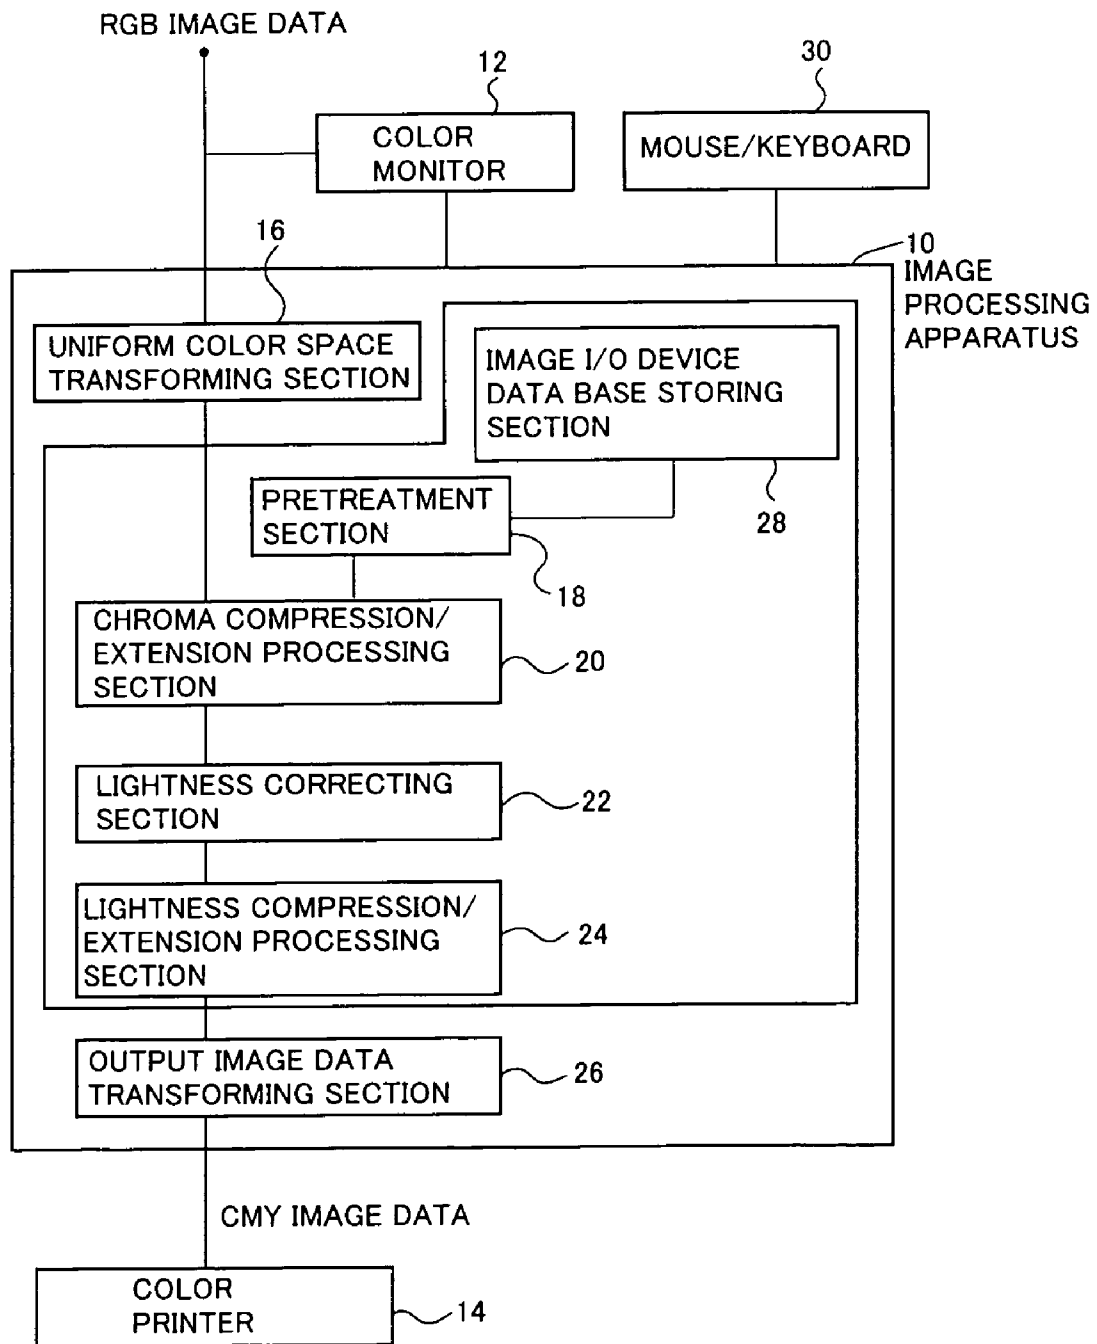 RGB IMAGE DATA
12
30
COLOR
MONITOR
MOUSE/KEYBOARD
16
10
IMAGE
PROCESSING
APPARATUS
UNIFORM COLOR SPACE
TRANSFORMING SECTION
IMAGE I/O DEVICE
DATA BASE STORING
SECTION
28
PRETREATMENT
SECTION
18
CHROMA COMPRESSION/
EXTENSION PROCESSING
SECTION
20
LIGHTNESS CORRECTING
SECTION
22
LIGHTNESS COMPRESSION/
EXTENSION PROCESSING
SECTION
24
OUTPUT IMAGE DATA
TRANSFORMING SECTION
26
CMY IMAGE DATA
COLOR
PRINTER
14